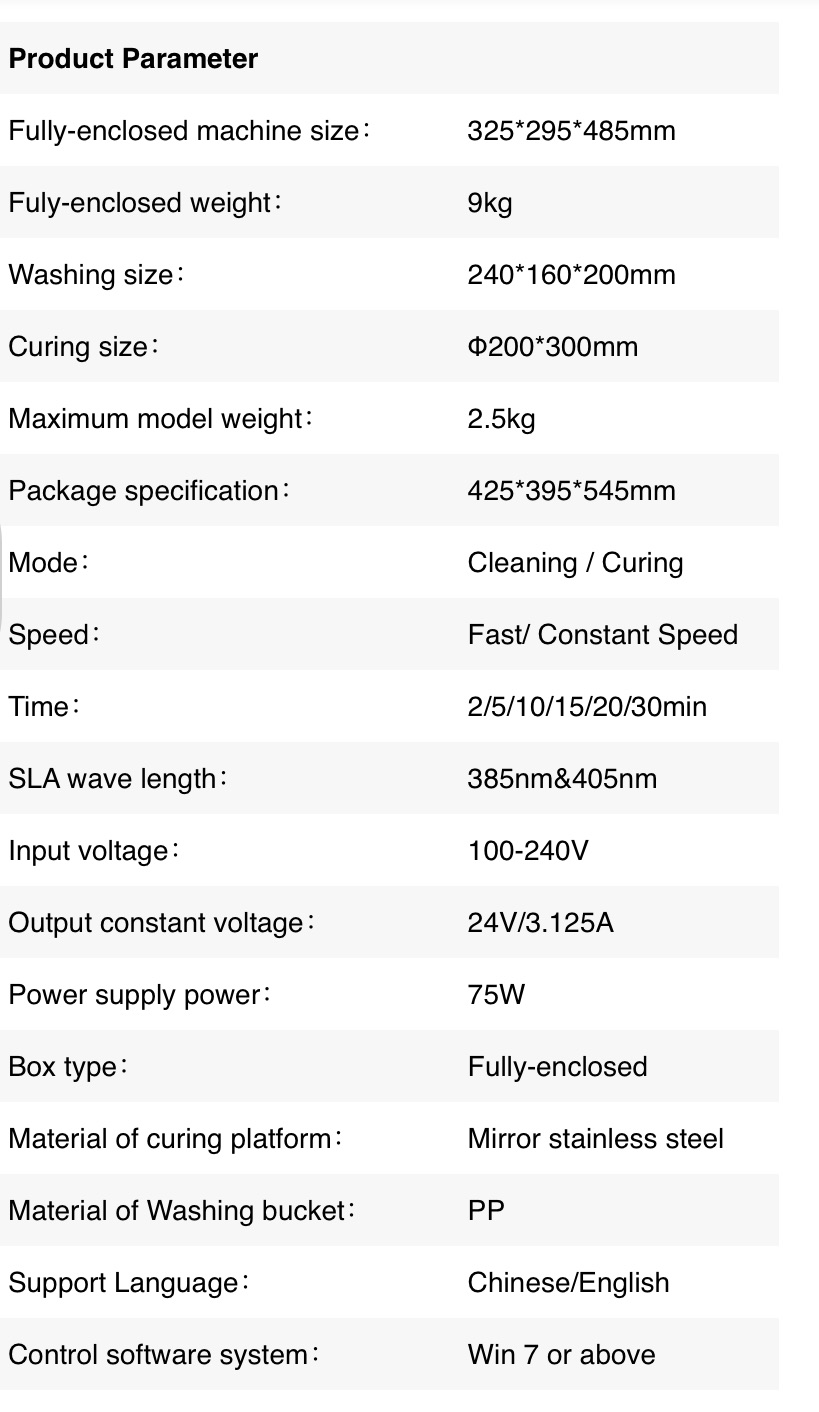 Product Parameter
Fully-enclosed machine size： 325*295*485mm
Fuly-enclosed weight： 9kg
Washing size： 240*160*200mm
Curing size： Φ200*300mm
Maximum model weight： 2.5kg
Package specification： 425*395*545mm
Mode： Cleaning / Curing
Speed： Fast/ Constant Speed
Time： 2/5/10/15/20/30min
SLA wave length： 385nm&405nm
Input voltage： 100-240V
Output constant voltage： 24V/3.125A
Power supply power： 75W
Box type： Fully-enclosed
Material of curing platform： Mirror stainless steel
Material of Washing bucket： PP
Support Language： Chinese/English
Control software system： Win 7 or above